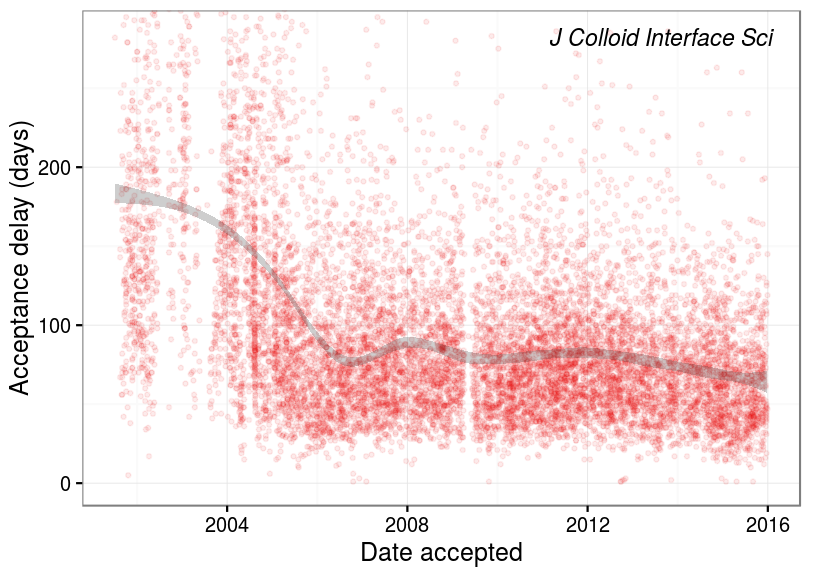 J Colloid Interface Sci
Acceptance delay (days)
200
100
0
2004 2008 2012 2016
Date accepted